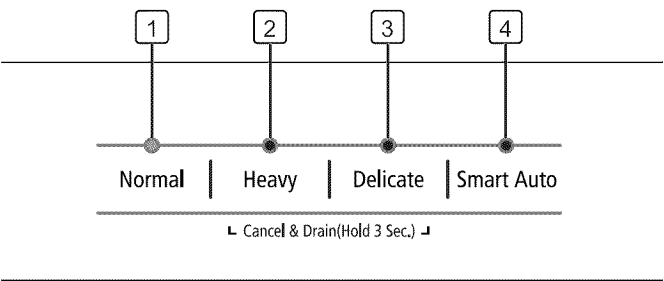 1 2 3 4
Normal | Heavy | Delicate | Smart Auto
Cancel & Drain(Hold 3 Sec.)